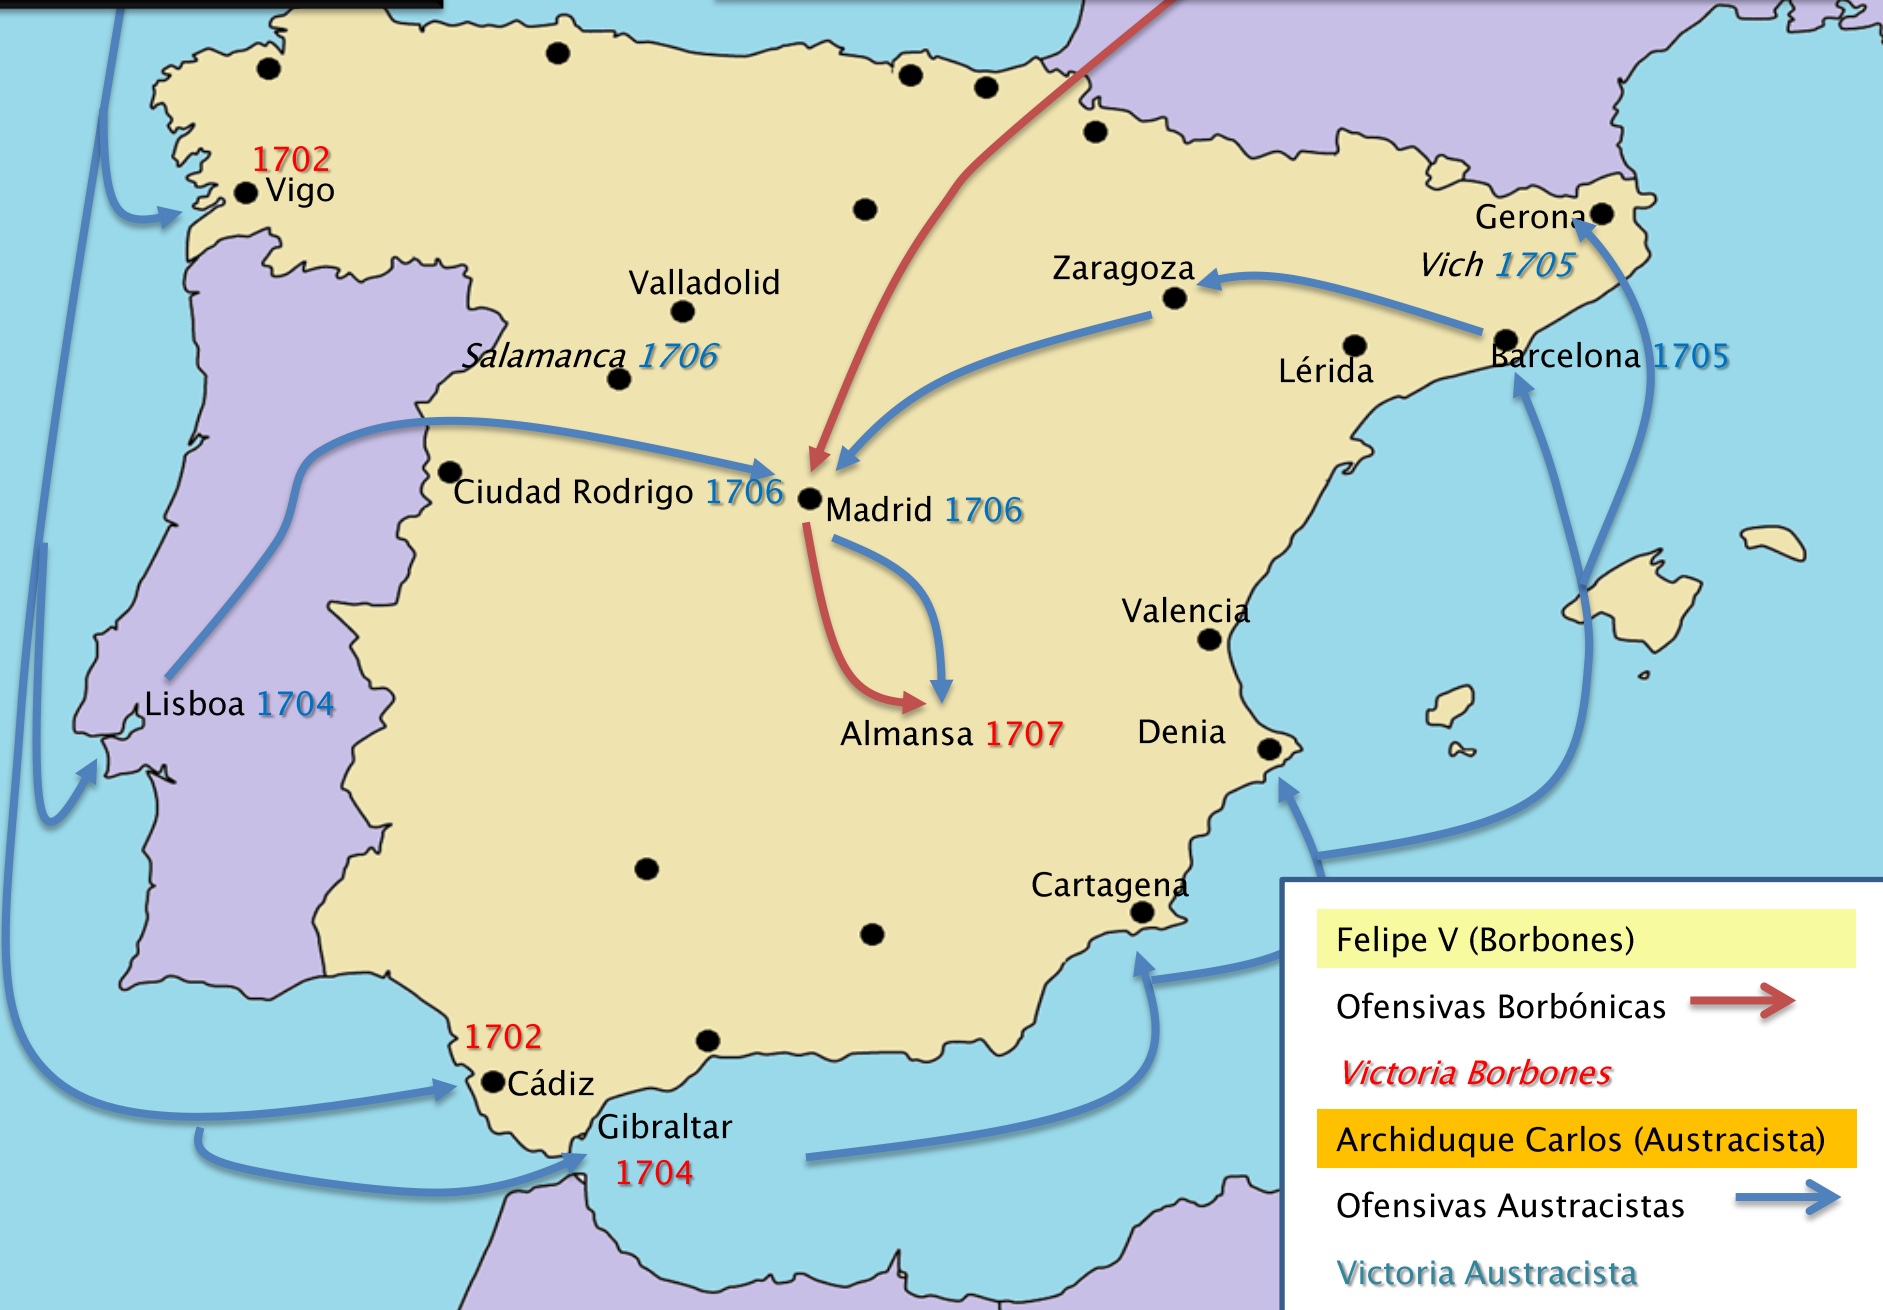 1702
Vigo
Gerona
Vich 1705
Zaragoza
Valladolid
Salamanca 1706
Barcelona 1705
Lérida
Ciudad Rodrigo 1706
Madrid 1706
Valencia
Lisboa 1704
Almansa 1707
Denia
Cartagena
1702
Cádiz
Gibraltar
1704
Felipe V (Borbones)
Ofensivas Borbónicas
Victoria Borbones
Archiduque Carlos (Austracista)
Ofensivas Austracistas
Victoria Austracista